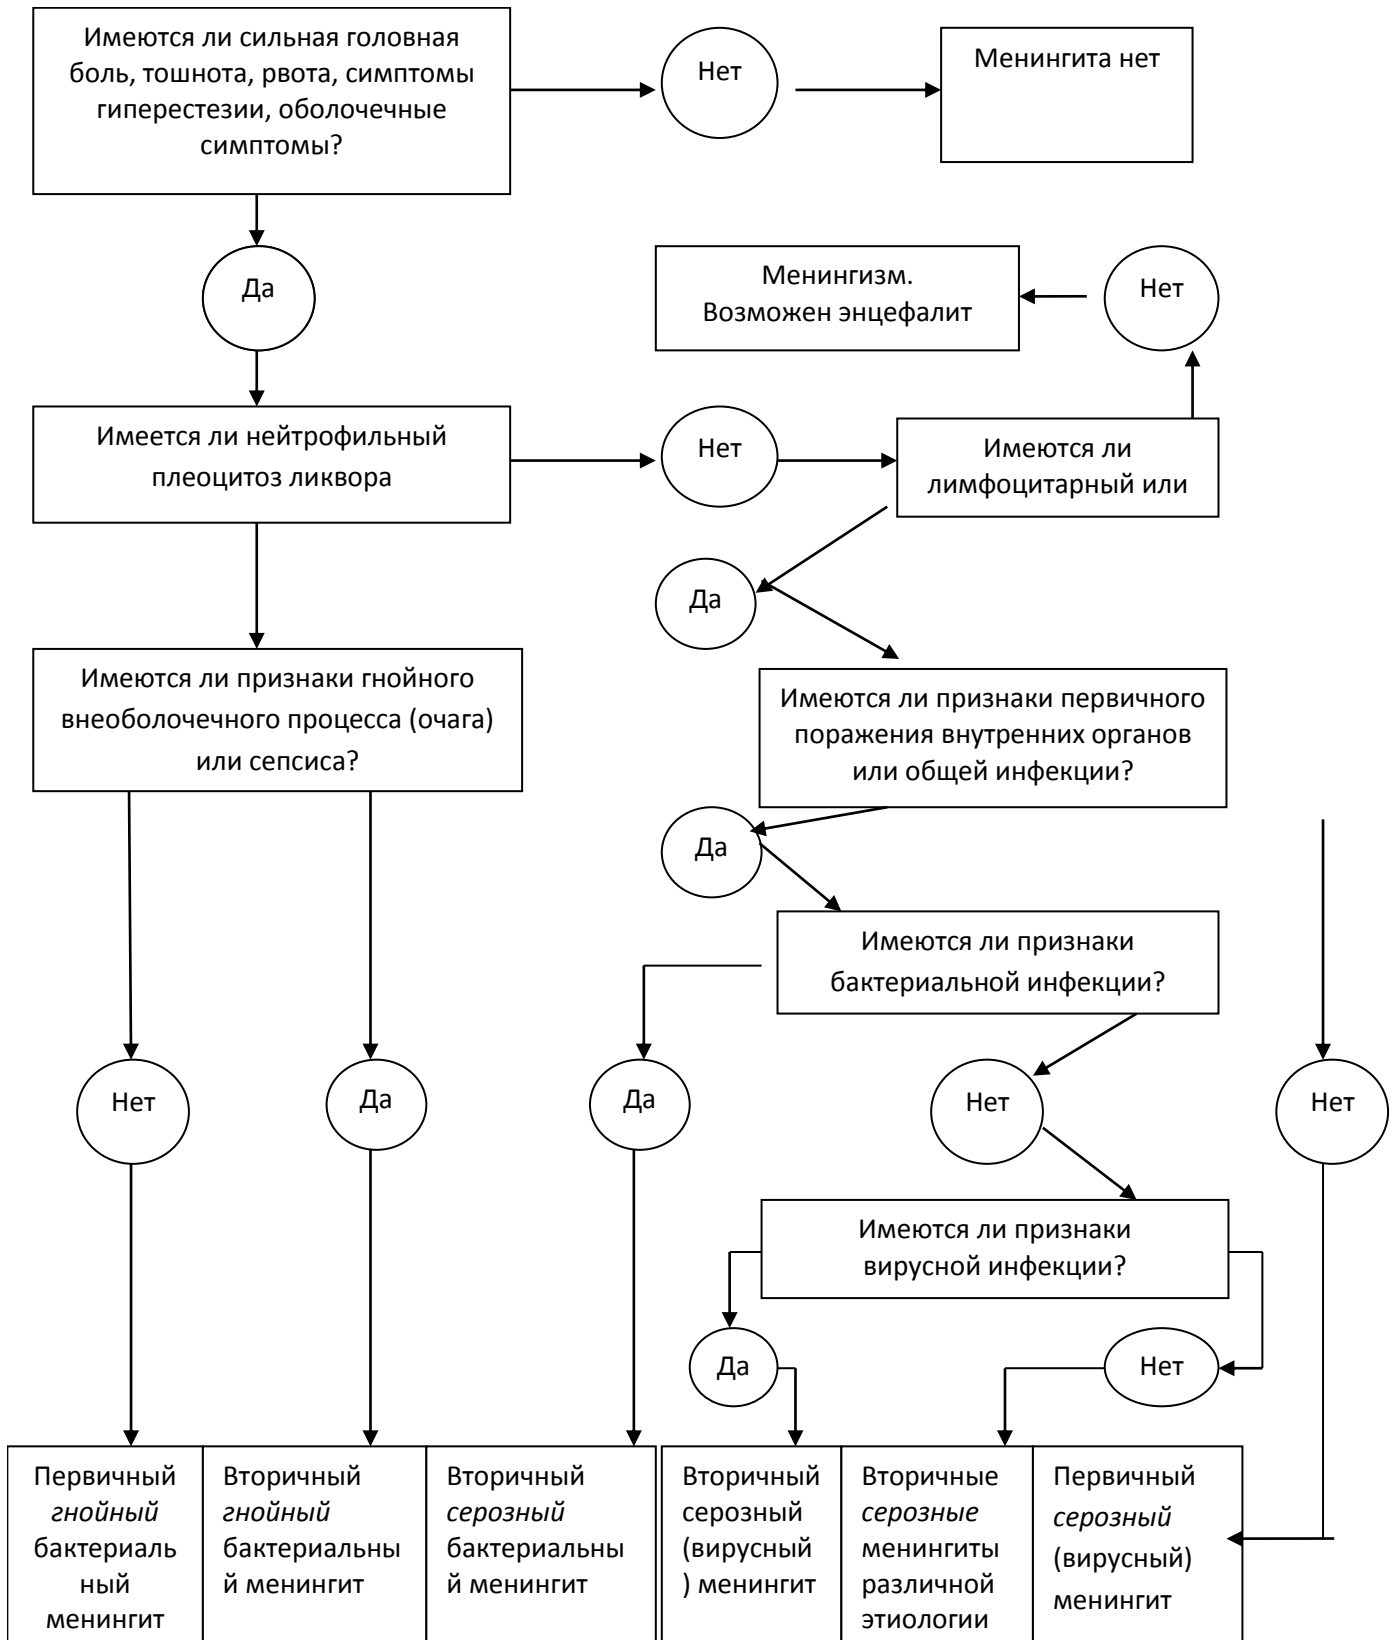 Имеются ли сильная головная
боль, тошнота, рвота, симптомы
гиперестезии, оболочечные
симптомы?
Нет
Менингита нет
Да
Менингизм.
Возможен энцефалит
Нет
Имеется ли нейтрофильный
плеоцитоз ликвора
Нет
Имеются ли
лимфоцитарный или
Да
Имеются ли признаки гнойного
внеоболочечного процесса (очага)
или сепсиса?
Имеются ли признаки первичного
поражения внутренних органов
или общей инфекции?
Да
Имеются ли признаки
бактериальной инфекции?
Нет
Да
Да
Нет
Нет
Имеются ли признаки
вирусной инфекции?
Да
Нет
Первичный
гнойный
бактериаль
ный
менингит
Вторичный
гнойный
бактериальны
й менингит
Вторичный
серозный
бактериальны
й менингит
Вторичный
серозный
(вирусный
) менингит
Вторичные
серозные
менингиты
различной
этиологии
Первичный
серозный
(вирусный)
менингит